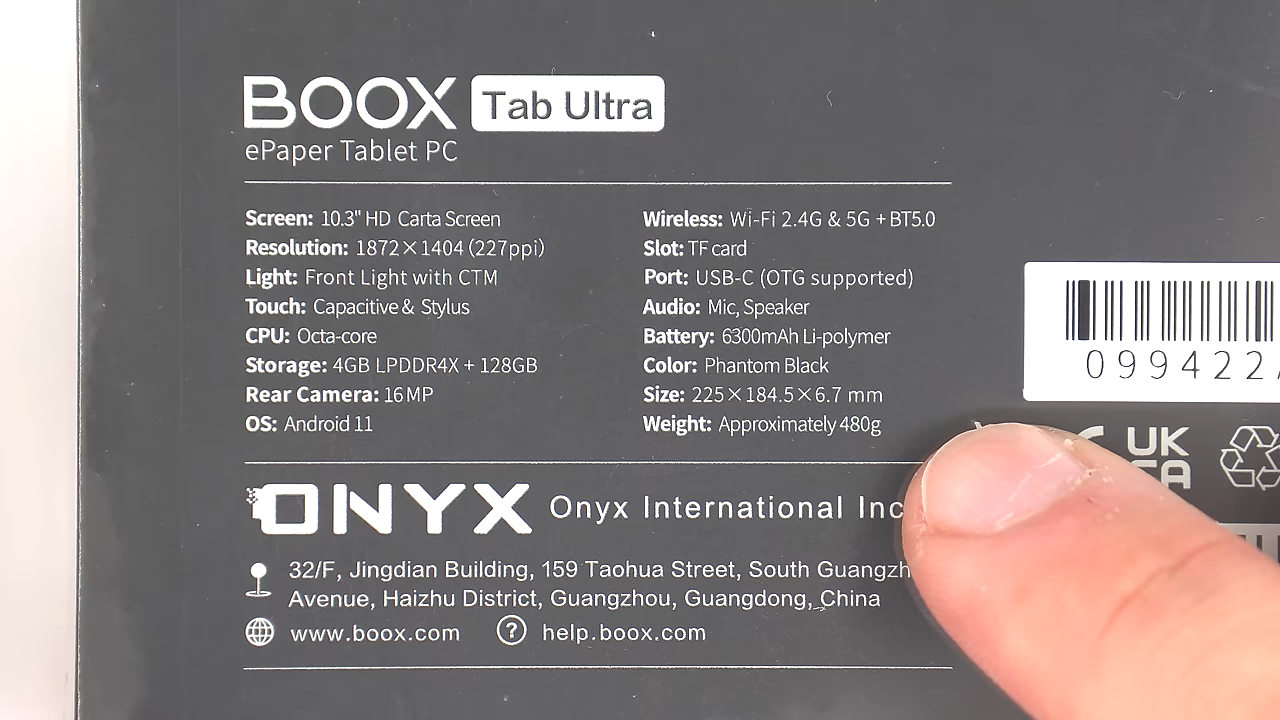 BOOX Tab Ultra
ePaper Tablet PC
Screen: 10.3" HD Carta Screen
Resolution: 1872×1404 (227ppi)
Light: Front Light with CTM
Touch: Capacitive & Stylus
CPU: Octa-core
Storage: 4GB LPDDR4X + 128GB
Rear Camera: 16MP
OS: Android 11
Wireless: Wi-Fi 2.4G & 5G + BT5.0
Slot: TF card
Port: USB-C (OTG supported)
Audio: Mic, Speaker
Battery: 6300mAh Li-polymer
Color: Phantom Black
Size: 225×184.5×6.7 mm
Weight: Approximately 480g
ONYX Onyx International Inc
32/F, Jingdian Building, 159 Taohua Street, South
Avenue, Haizhu District, Guangzhou, Guangdong, China
www.boox.com help.boox.com
099422
UK